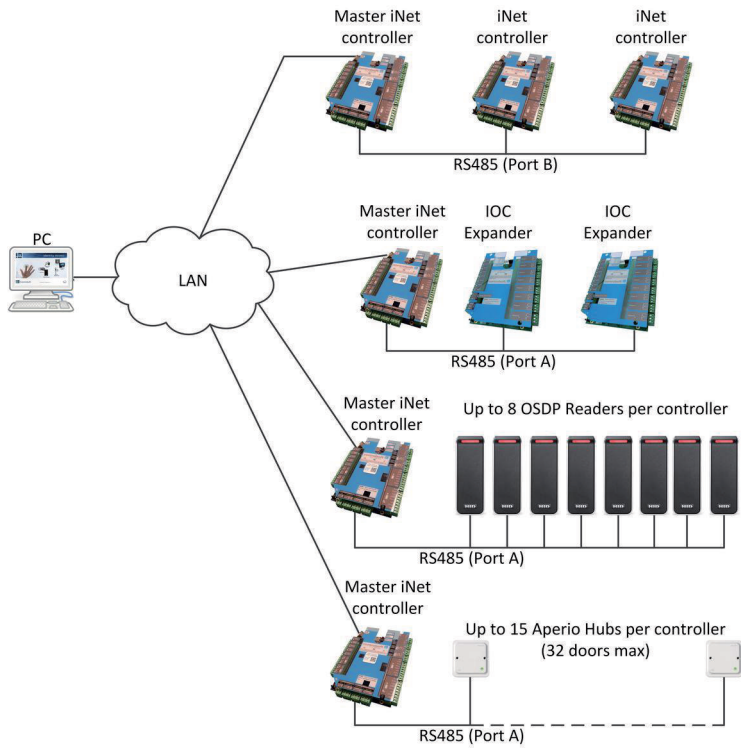 Master iNet
controller
iNet
controller
iNet
controller
RS485 (Port B)
PC
LAN
Master iNet
controller
IOC
Expander
IOC
Expander
RS485 (Port A)
Master iNet
controller
Up to 8 OSDP Readers per controller
RS485 (Port A)
Master iNet
controller
Up to 15 Aperio Hubs per controller
(32 doors max)
RS485 (Port A)